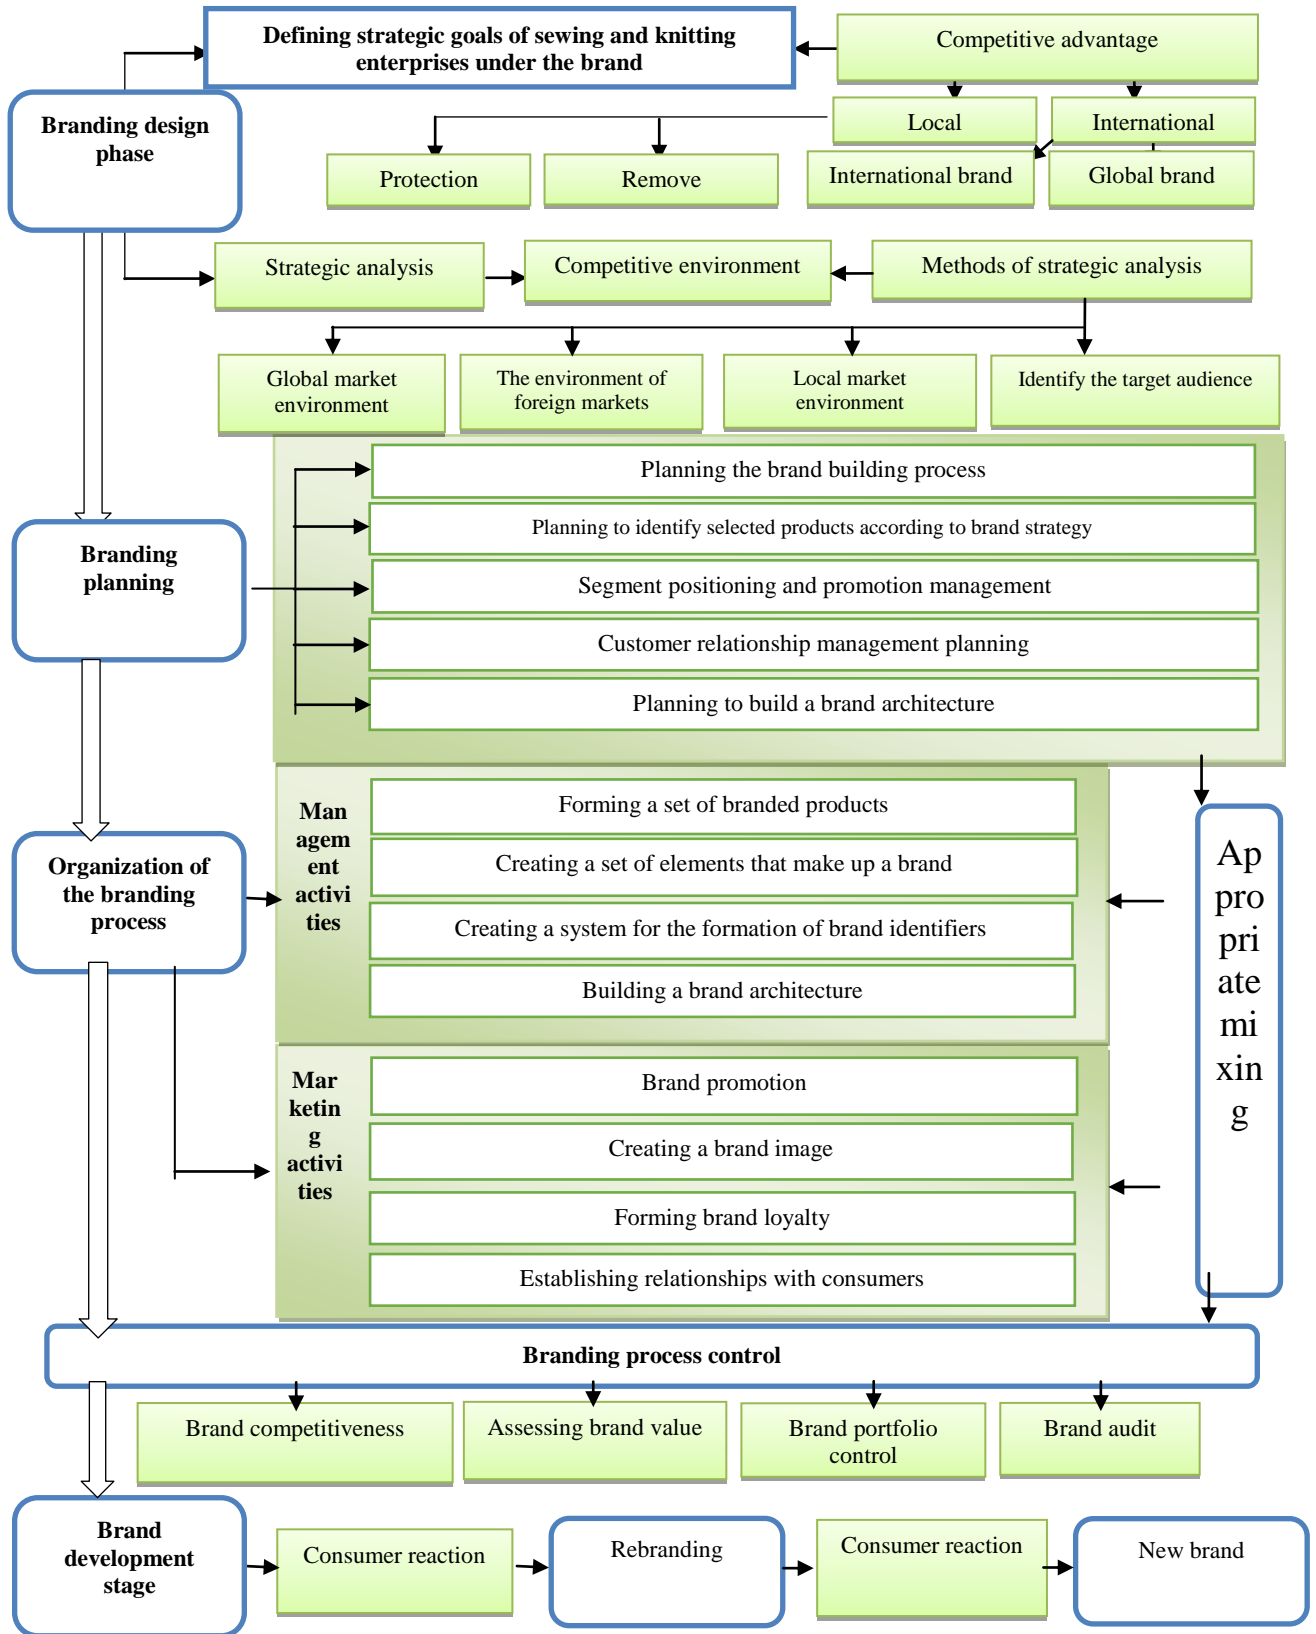 Defining strategic goals of sewing and knitting
enterprises under the brand
Competitive advantage
Branding design
phase
Local
International
Protection
Remove
International brand
Global brand
Strategic analysis
Competitive environment
Methods of strategic analysis
Global market
environment
The environment of
foreign markets
Local market
environment
Identify the target audience
Branding
planning
Planning the brand building process
Planning to identify selected products according to brand strategy
Segment positioning and promotion management
Customer relationship management planning
Planning to build a brand architecture
Organization of
the branding
process
Man
agem
ent
activi
ties
Forming a set of branded products
Creating a set of elements that make up a brand
Creating a system for the formation of brand identifiers
Building a brand architecture
Ap
pro
pri
ate
mi
xin
g
Mar
ketin
g
activi
ties
Brand promotion
Creating a brand image
Forming brand loyalty
Establishing relationships with consumers
Branding process control
Brand competitiveness
Assessing brand value
Brand portfolio
control
Brand audit
Brand
development
stage
Consumer reaction
Rebranding
Consumer reaction
New brand